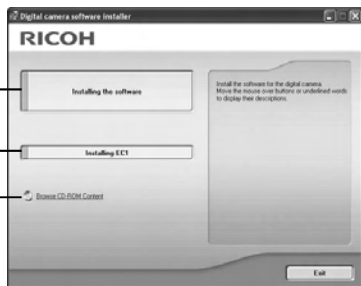 Digital camera software installer
RICOH
Installing the software
Install the software for the digital camera.
Move the mouse over buttons or underlined words
to display their descriptions.
Installing EC1
Browse CD-ROM Content
Exit